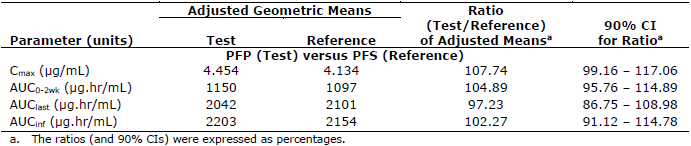 Adjusted Geometric Means
Ratio (Test/Reference) of Adjusted Meansᵃ
90% CI for Ratioᵃ
Parameter (units) Test Reference
PFP (Test) versus PFS (Reference)
Cmax (µg/mL) 4.454 4.134 107.74 99.16 – 117.06
AUC0-2wk (µg.hr/mL) 1150 1097 104.89 95.76 – 114.89
AUClast (µg.hr/mL) 2042 2101 97.23 86.75 – 108.98
AUCinf (µg.hr/mL) 2203 2154 102.27 91.12 – 114.78
a. The ratios (and 90% CIs) were expressed as percentages.